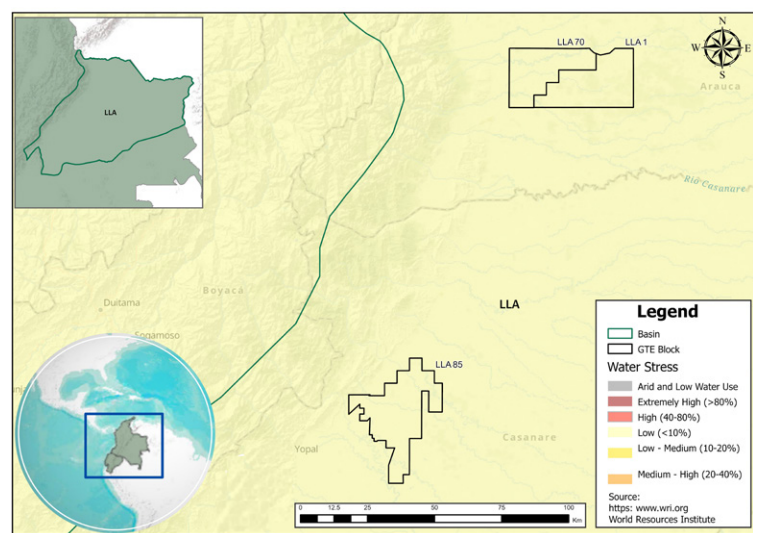 LLA
LLA 70
LLA 1
N
W
E
S
Arauca
Río Casanare
Boyacá
Duitama
Sogamoso
LLA
LLA 85
Yopal
Casanare
Legend
Basin
GTE Block
Water Stress
Arid and Low Water Use
Extremely High (>80%)
High (40-80%)
Low (<10%)
Low - Medium (10-20%)
Medium - High (20-40%)
Source:
https: www.wri.org
World Resources Institute
0 12.5 25 50 75 100
Km